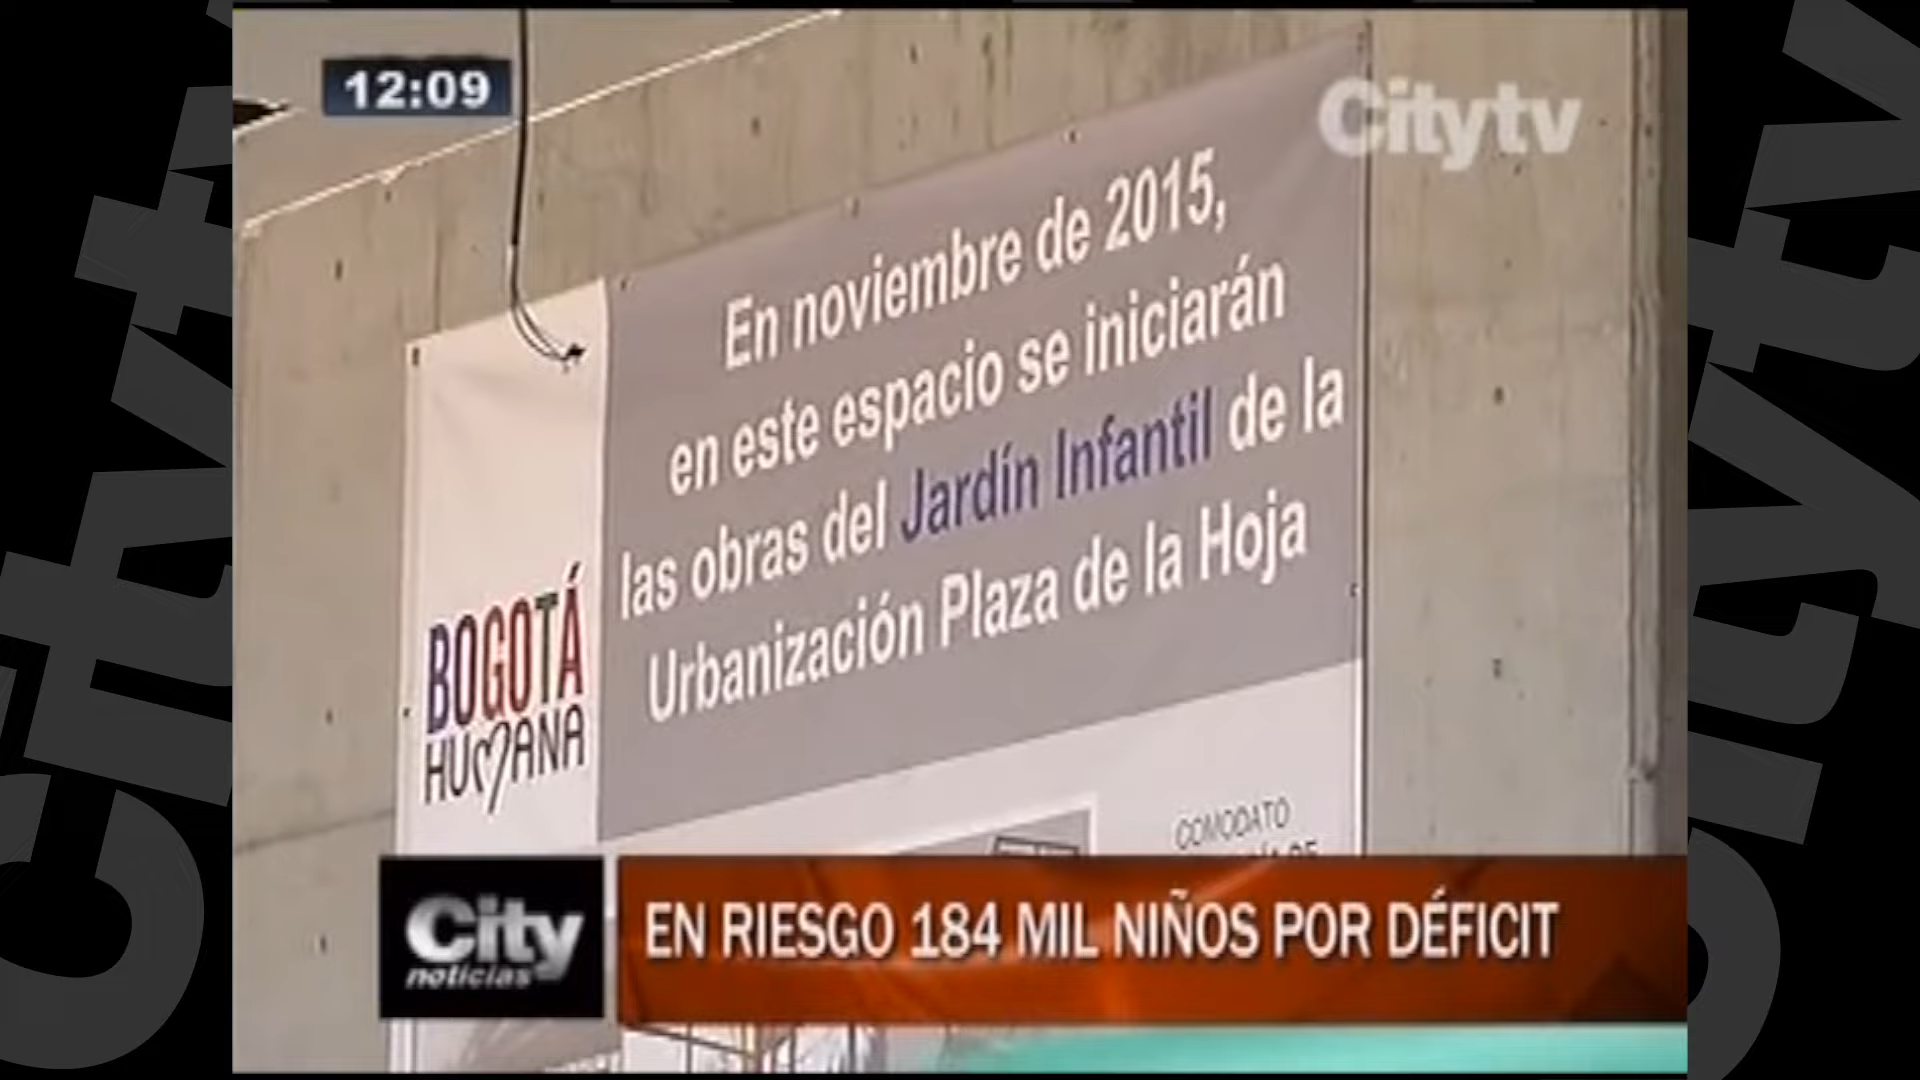 12:09
Citytv
En noviembre de 2015,
en este espacio se iniciarán
las obras del Jardín Infantil de la
Urbanización Plaza de la Hoja
BOGOTÁ
HUMANA
COMODATO
City
noticias
EN RIESGO 184 MIL NIÑOS POR DÉFICIT